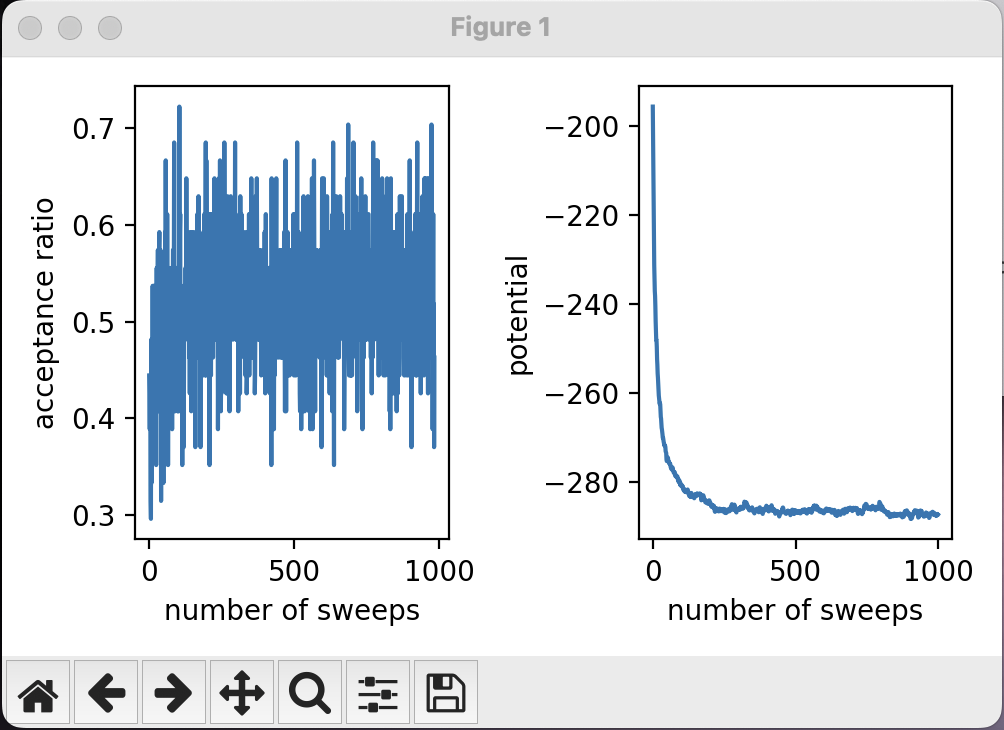 Figure 1
0.7
0.6
0.5
0.4
0.3
acceptance ratio
0 500 1000
number of sweeps
−200
−220
−240
−260
−280
potential
0 500 1000
number of sweeps